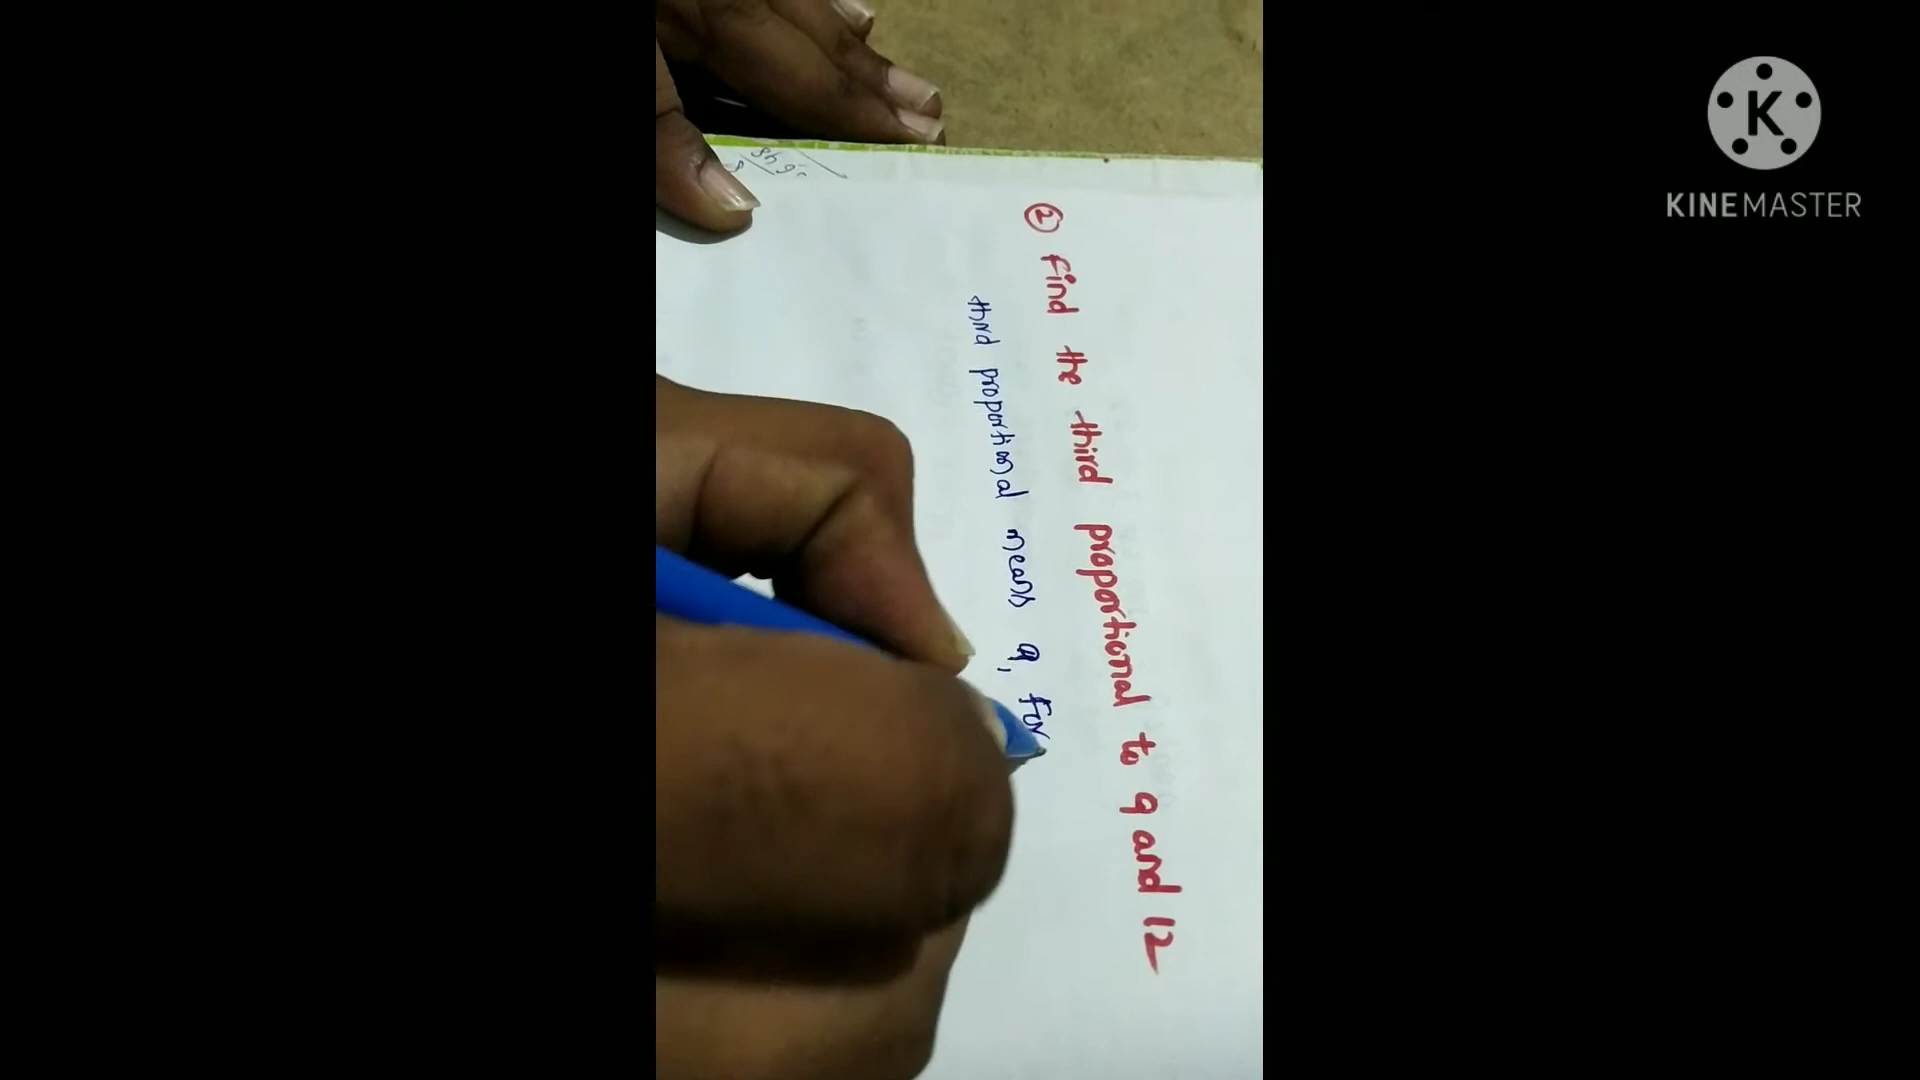 ② Find the third proportional to 9 and 12
third proportional means 9, for
K
KINEMASTER